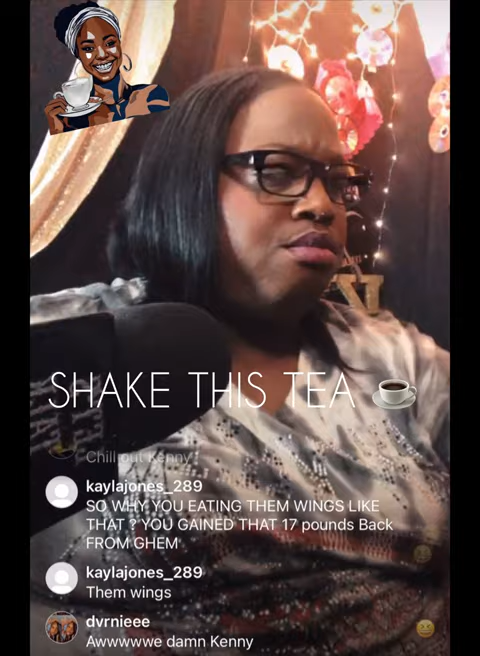 SHAKE THIS TEA ☕
Chill out Kenny
kaylajones_289
SO WHY YOU EATING THEM WINGS LIKE
THAT ? YOU GAINED THAT 17 pounds Back
FROM GHEM
kaylajones_289
Them wings
dvrnieee
Awwwwwe damn Kenny